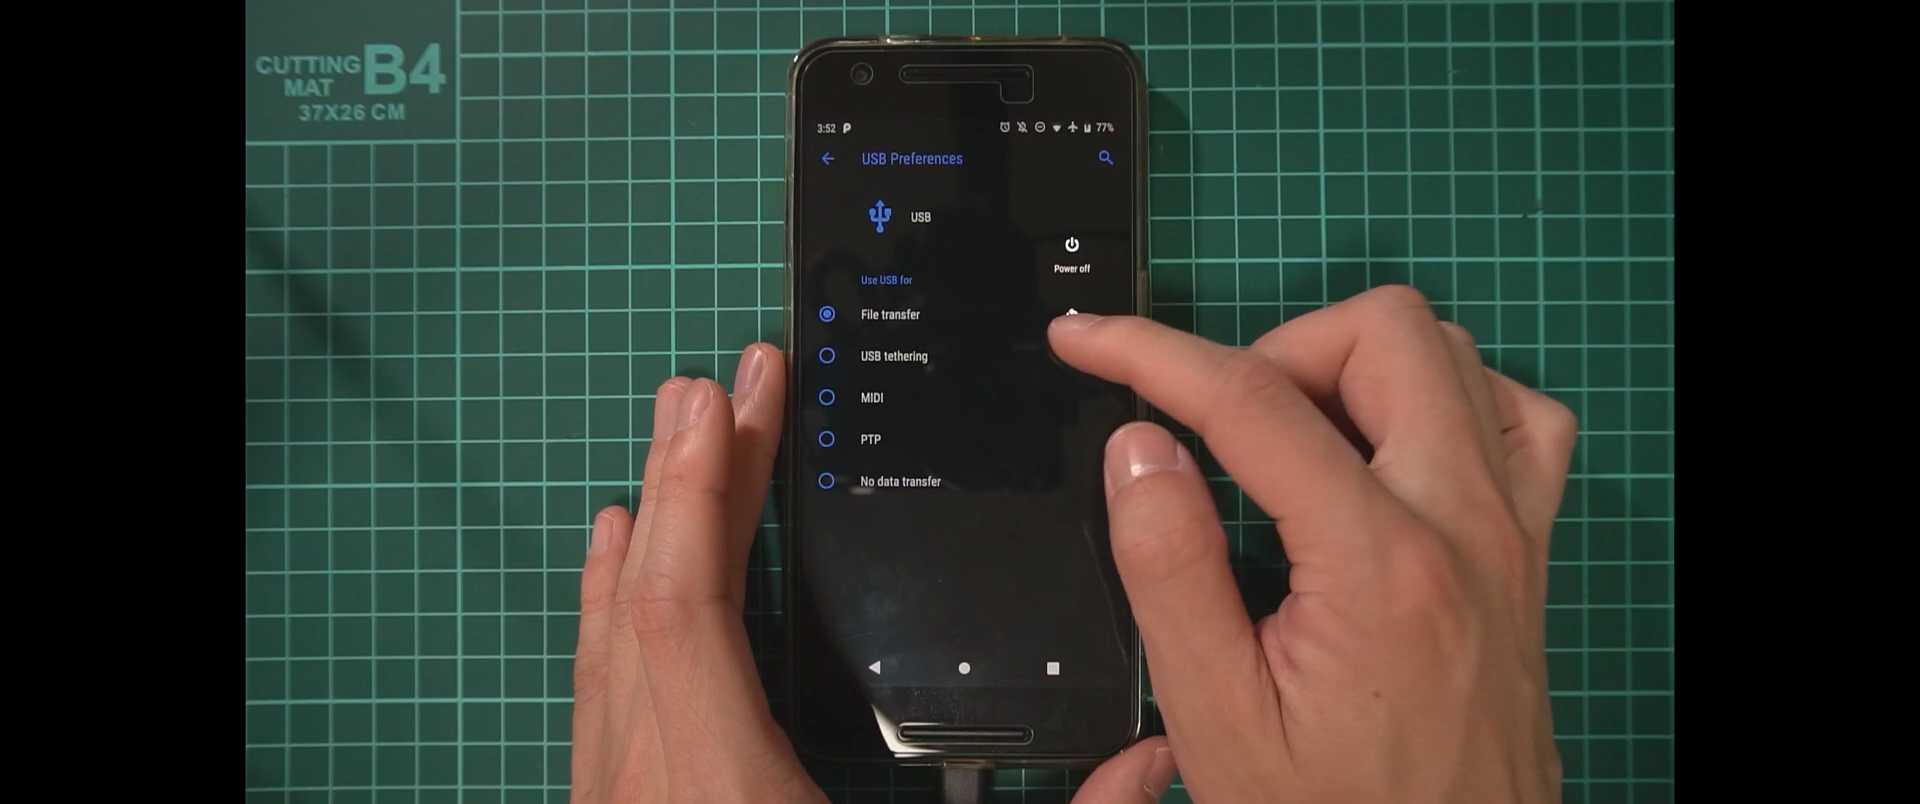 CUTTING
MAT
B4
37X26 CM
3:52
77%
USB Preferences
USB
Power off
Use USB for
File transfer
USB tethering
MIDI
PTP
No data transfer